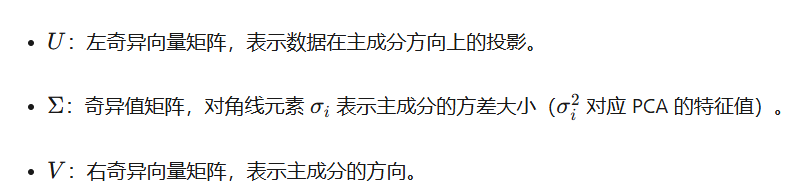 • U：左奇异向量矩阵，表示数据在主成分方向上的投影。
• Σ：奇异值矩阵，对角线元素 σᵢ 表示主成分的方差大小（σᵢ² 对应 PCA 的特征值）。
• V：右奇异向量矩阵，表示主成分的方向。